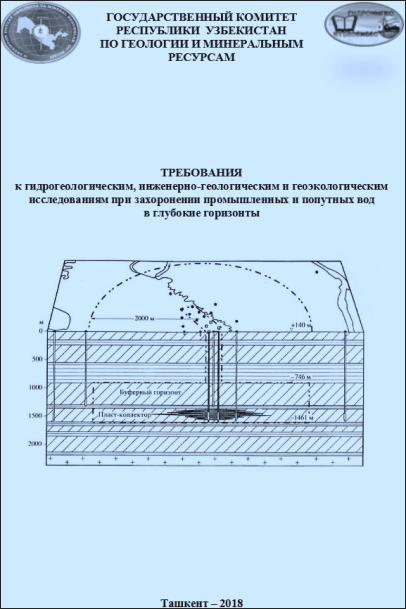 ГОСУДАРСТВЕННЫЙ КОМИТЕТ
РЕСПУБЛИКИ УЗБЕКИСТАН
ПО ГЕОЛОГИИ И МИНЕРАЛЬНЫМ
РЕСУРСАМ
ТРЕБОВАНИЯ
к гидрогеологическим, инженерно-геологическим и геоэкологическим
исследованиям при захоронении промышленных и попутных вод
в глубокие горизонты
2000 м
м
+140 м
0
500
−746 м
1000
Буферный горизонт
Пласт-коллектор
1500
−1461 м
2000
Ташкент – 2018